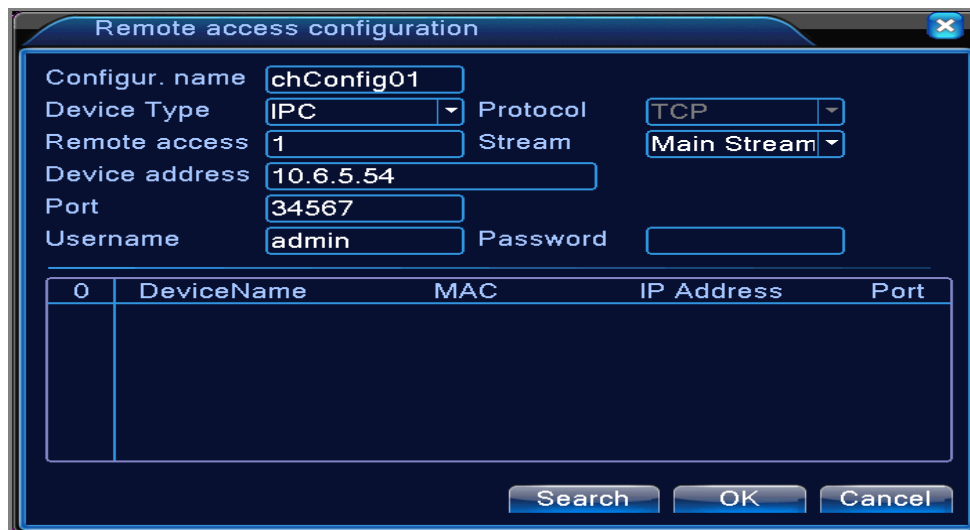 Remote access configuration
Configur. name chConfig01
Device Type IPC Protocol TCP
Remote access 1 Stream Main Stream
Device address 10.6.5.54
Port 34567
Username admin Password
0 DeviceName MAC IP Address Port
Search OK Cancel